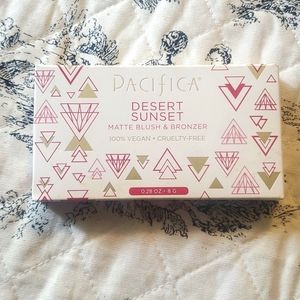 PACIFICA®
DESERT
SUNSET
MATTE BLUSH & BRONZER
100% VEGAN • CRUELTY-FREE
0.28 OZ • 8 G